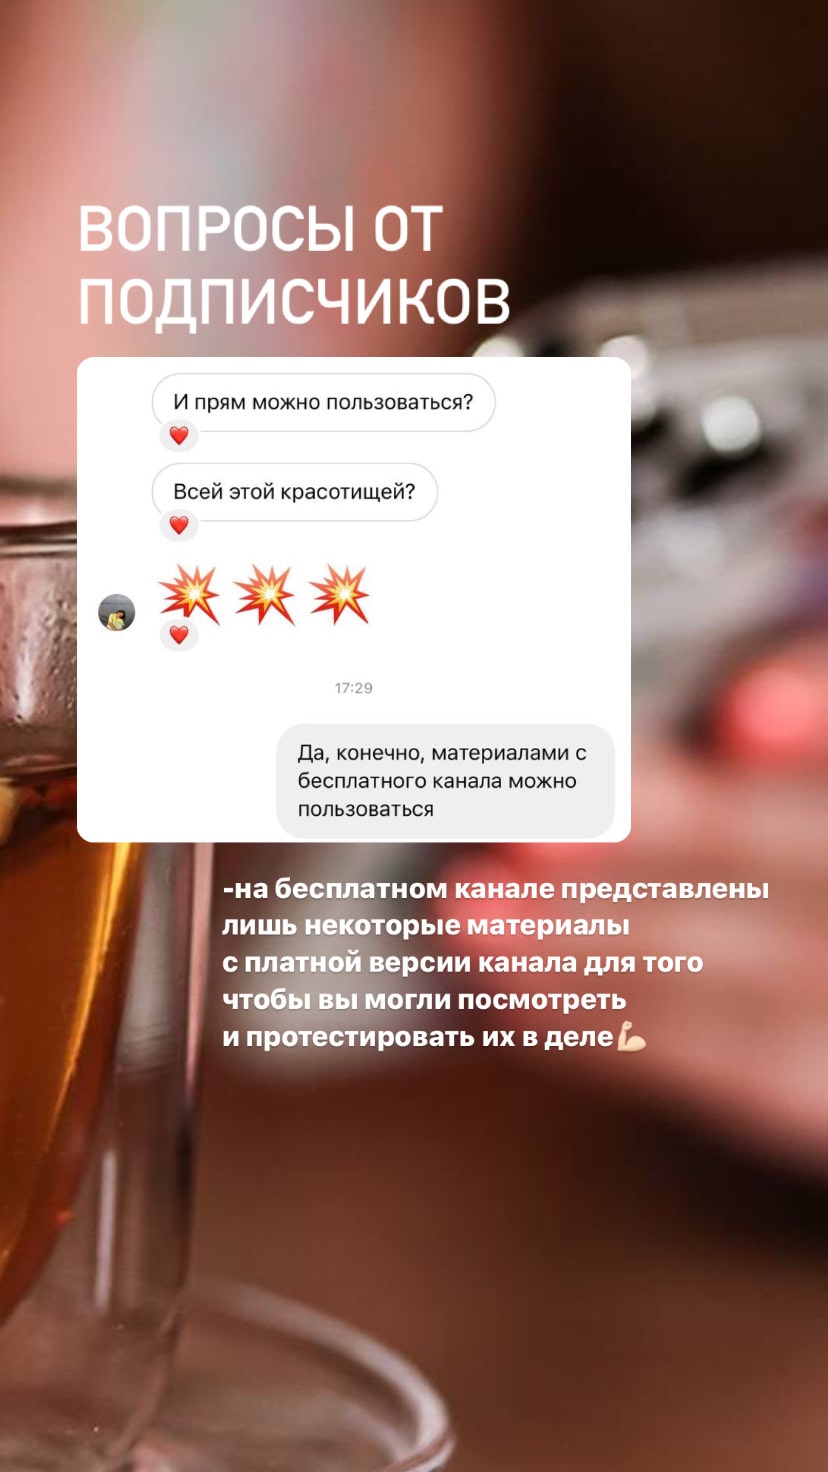 ВОПРОСЫ ОТ
ПОДПИСЧИКОВ
И прям можно пользоваться?
❤️
Всей этой красотищей?
❤️
💥💥💥
❤️
17:29
Да, конечно, материалами с
бесплатного канала можно
пользоваться
-на бесплатном канале представлены
лишь некоторые материалы
с платной версии канала для того
чтобы вы могли посмотреть
и протестировать их в деле💪🏻